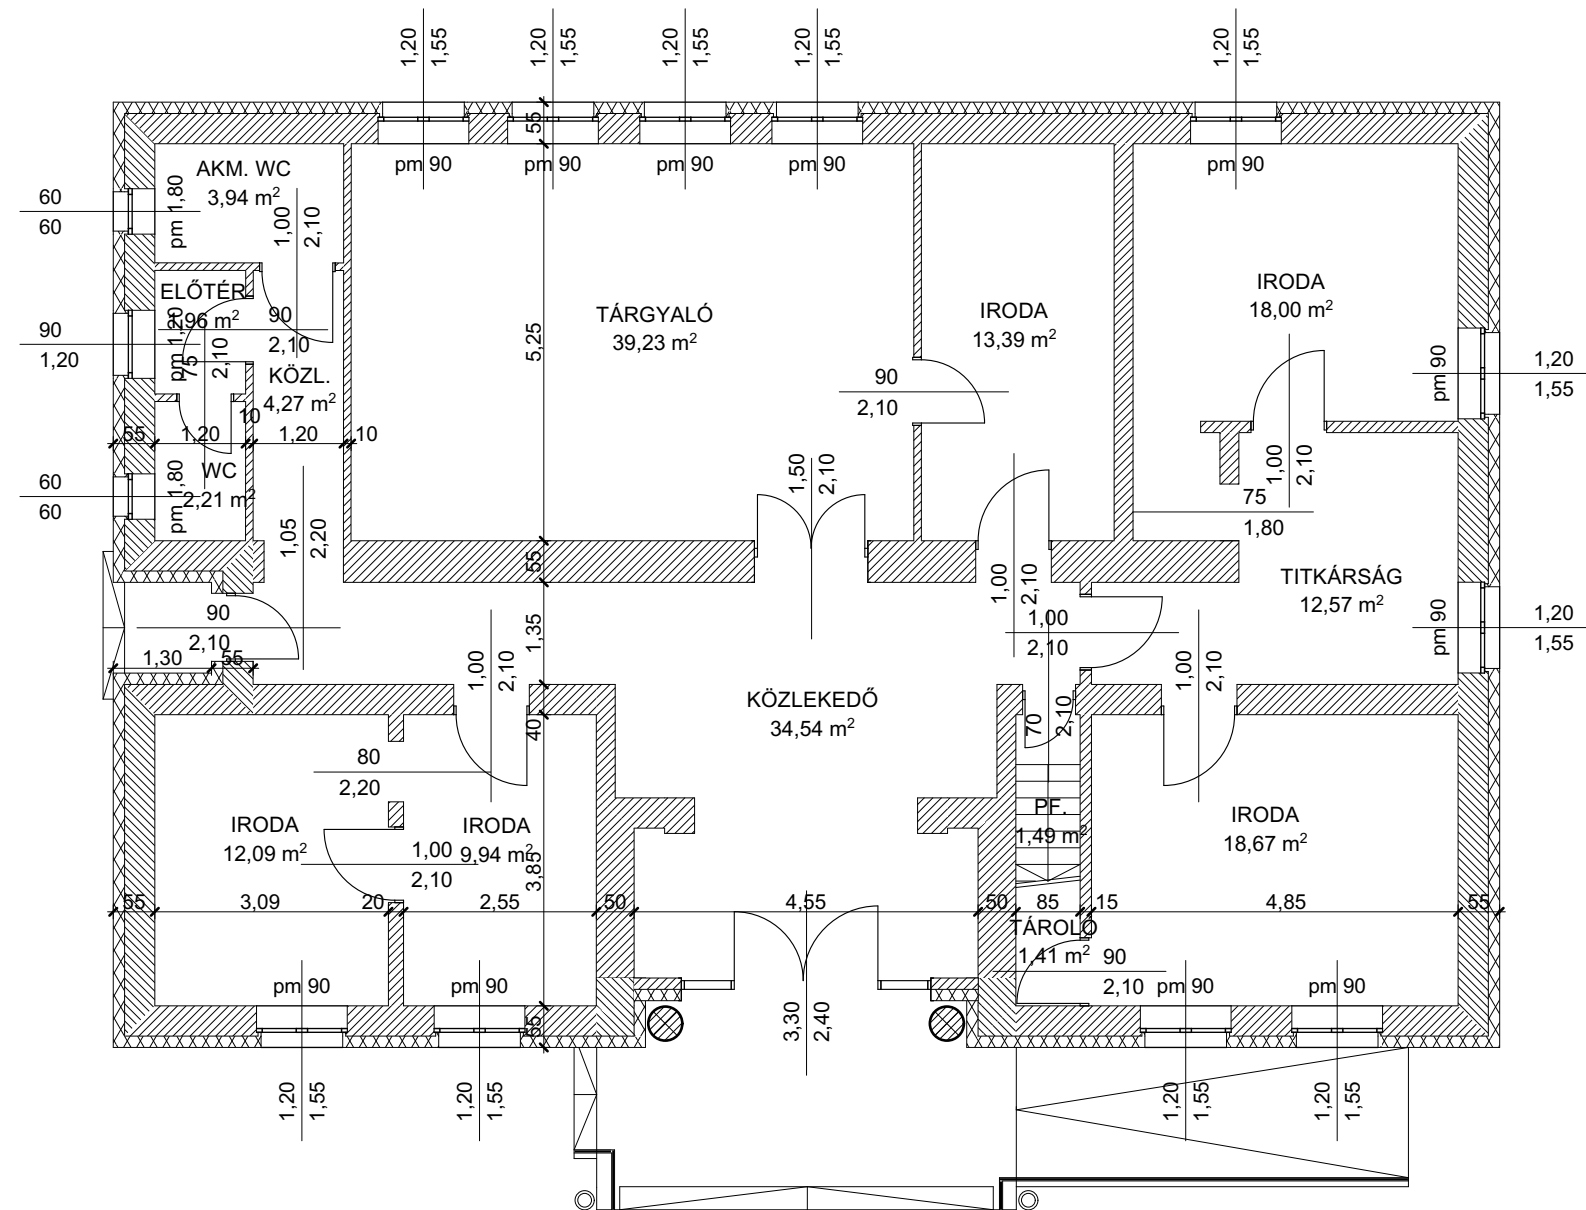 1,20
1,55
1,20
1,55
1,20
1,55
1,20
1,55
1,20
1,55
55
pm 90
pm 90
pm 90
pm 90
pm 90
AKM. WC
3,94 m²
60
60
pm 1,80
1,00
2,10
ELŐTÉR
1,96 m²
90
2,10
90
1,20
pm 1,20
75
2,10
KÖZL.
4,27 m²
TÁRGYALÓ
39,23 m²
5,25
IRODA
13,39 m²
IRODA
18,00 m²
90
2,10
pm 90
1,20
1,55
55
1,20
10
1,20
10
WC
2,21 m²
60
60
pm 1,80
1,05
2,20
1,50
2,10
1,00
2,10
75
1,80
55
1,00
2,10
TITKÁRSÁG
12,57 m²
90
2,10
1,35
1,00
2,10
pm 90
1,20
1,55
1,30
55
1,00
2,10
1,00
2,10
KÖZLEKEDŐ
34,54 m²
40
70
2,10
80
2,20
IRODA
12,09 m²
IRODA
9,94 m²
1,00
2,10
3,85
PF.
1,49 m²
IRODA
18,67 m²
55
3,09
20
2,55
50
4,55
50
85
15
4,85
55
TÁROLÓ
1,41 m²
90
2,10
pm 90
pm 90
pm 90
pm 90
55
3,30
2,40
1,20
1,55
1,20
1,55
1,20
1,55
1,20
1,55